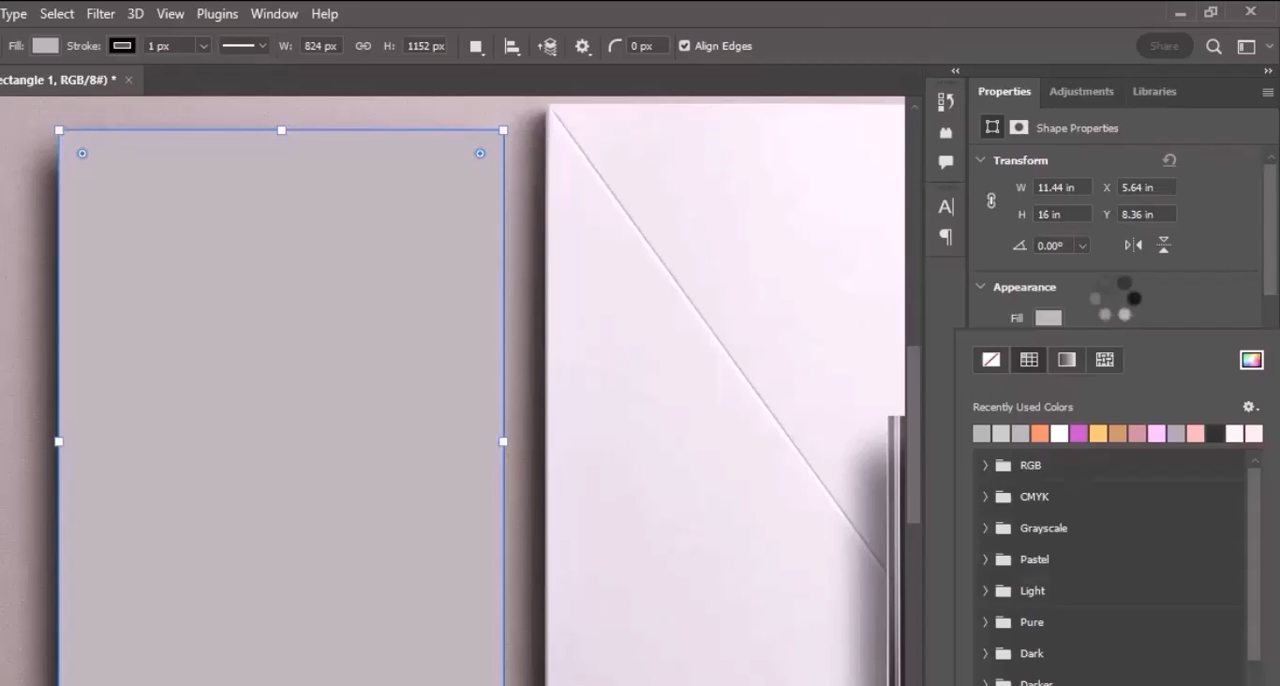 Type Select Filter 3D View Plugins Window Help
Fill: Stroke: 1 px W: 824 px H: 1152 px 0 px Align Edges Share
ectangle 1, RGB/8#) * ×
Properties Adjustments Libraries
Shape Properties
Transform
W 11.44 in X 5.64 in
H 16 in Y 8.36 in
0.00°
Appearance
Fill
Recently Used Colors
RGB
CMYK
Grayscale
Pastel
Light
Pure
Dark
Darker